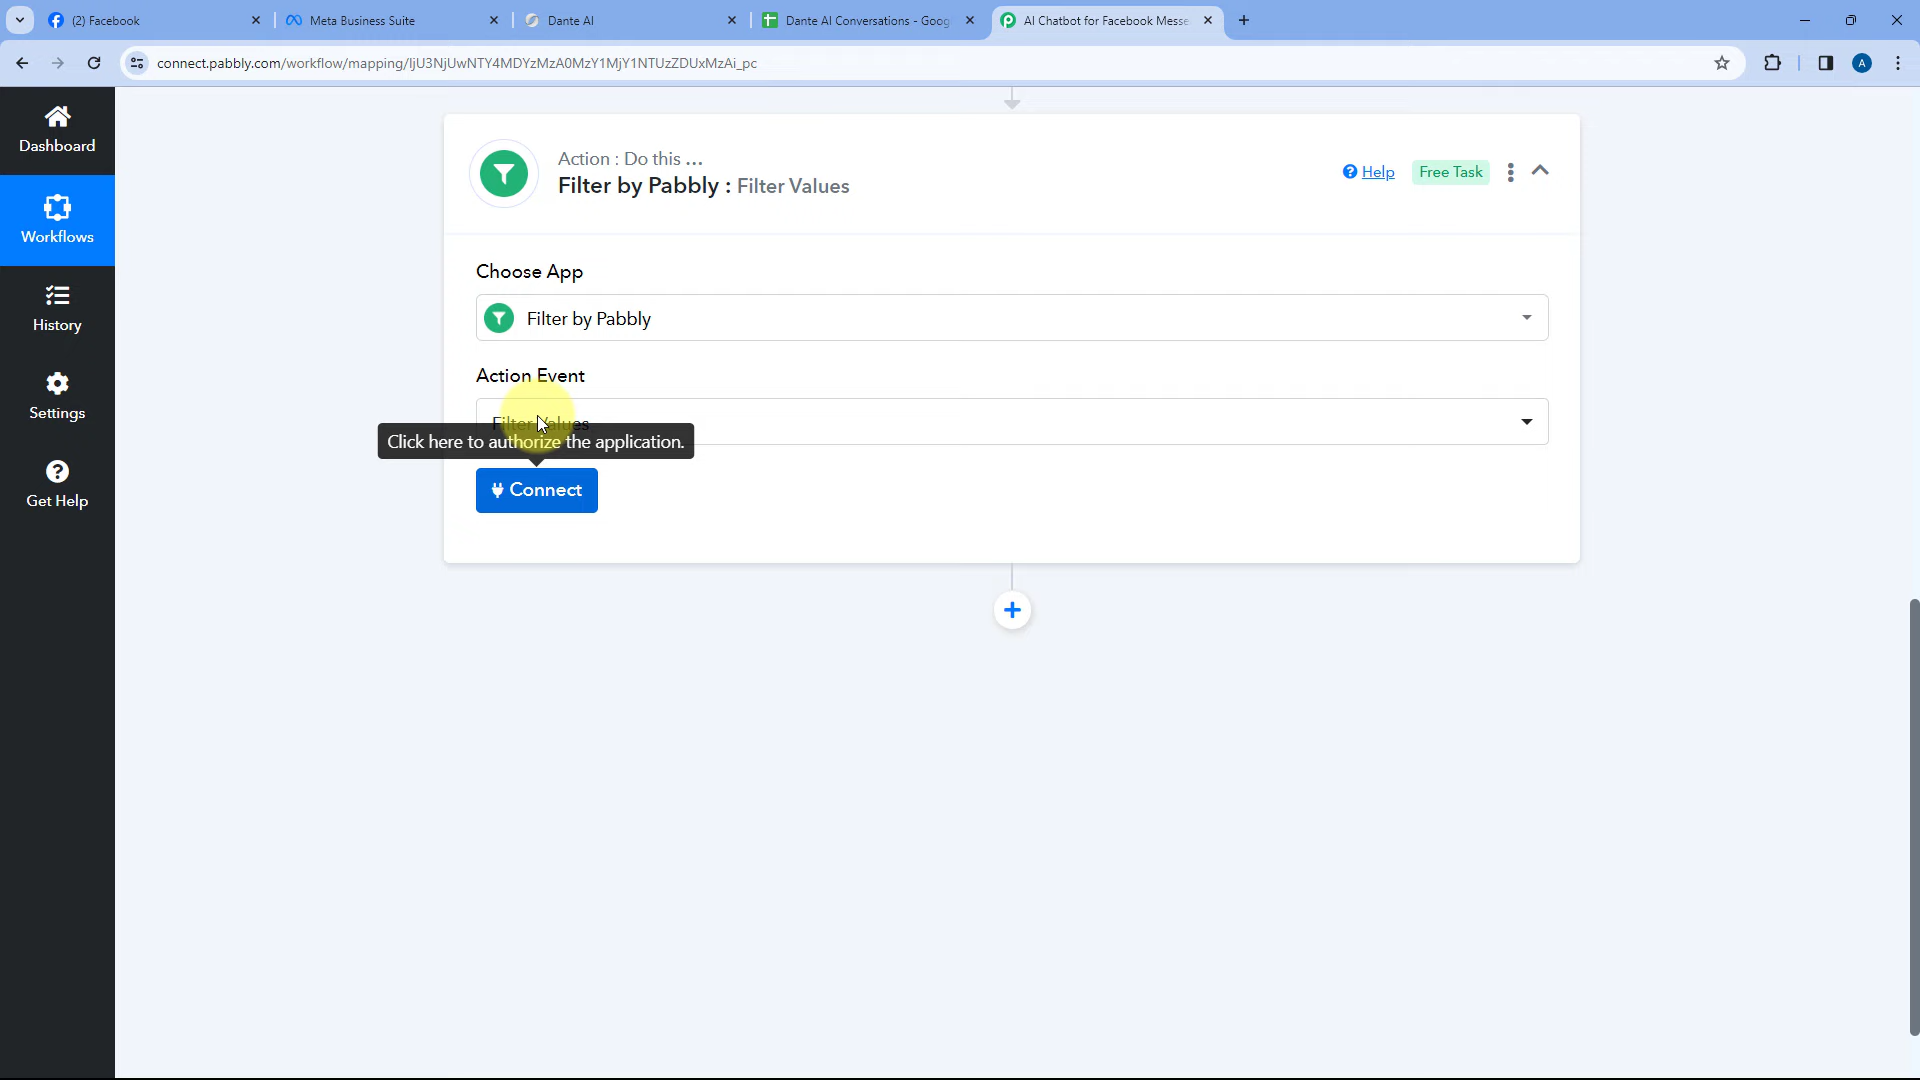 (2) Facebook
Meta Business Suite
Dante AI
Dante AI Conversations - Goog
AI Chatbot for Facebook Messe
connect.pabbly.com/workflow/mapping/IjU3NjUwNTY4MDYzMzA0MzY1MjY1NTUzZDUxMzAi_pc
A
Dashboard
Workflows
History
Settings
Get Help
Action : Do this ...
Filter by Pabbly : Filter Values
Help
Free Task
Choose App
Filter by Pabbly
Action Event
Filter Values
Click here to authorize the application.
Connect